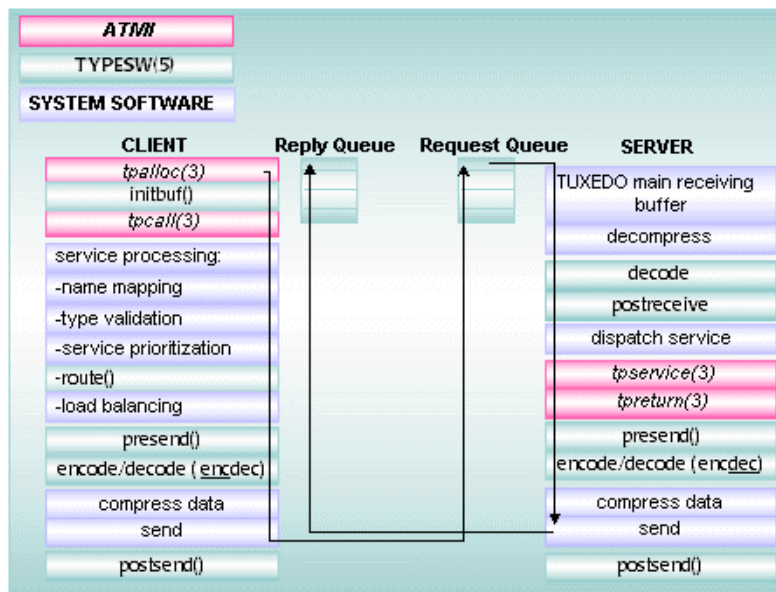 ATMI
TYPESW(5)
SYSTEM SOFTWARE
CLIENT
tpalloc(3)
initbuf()
tpcall(3)
service processing:
-name mapping
-type validation
-service prioritization
-route()
-load balancing
presend()
encode/decode ( encdec)
compress data
send
postsend()
Reply Queue
Request Queue
SERVER
TUXEDO main receiving
buffer
decompress
decode
postreceive
dispatch service
tpservice(3)
tpreturn(3)
presend()
encode/decode (encdec)
compress data
send
postsend()